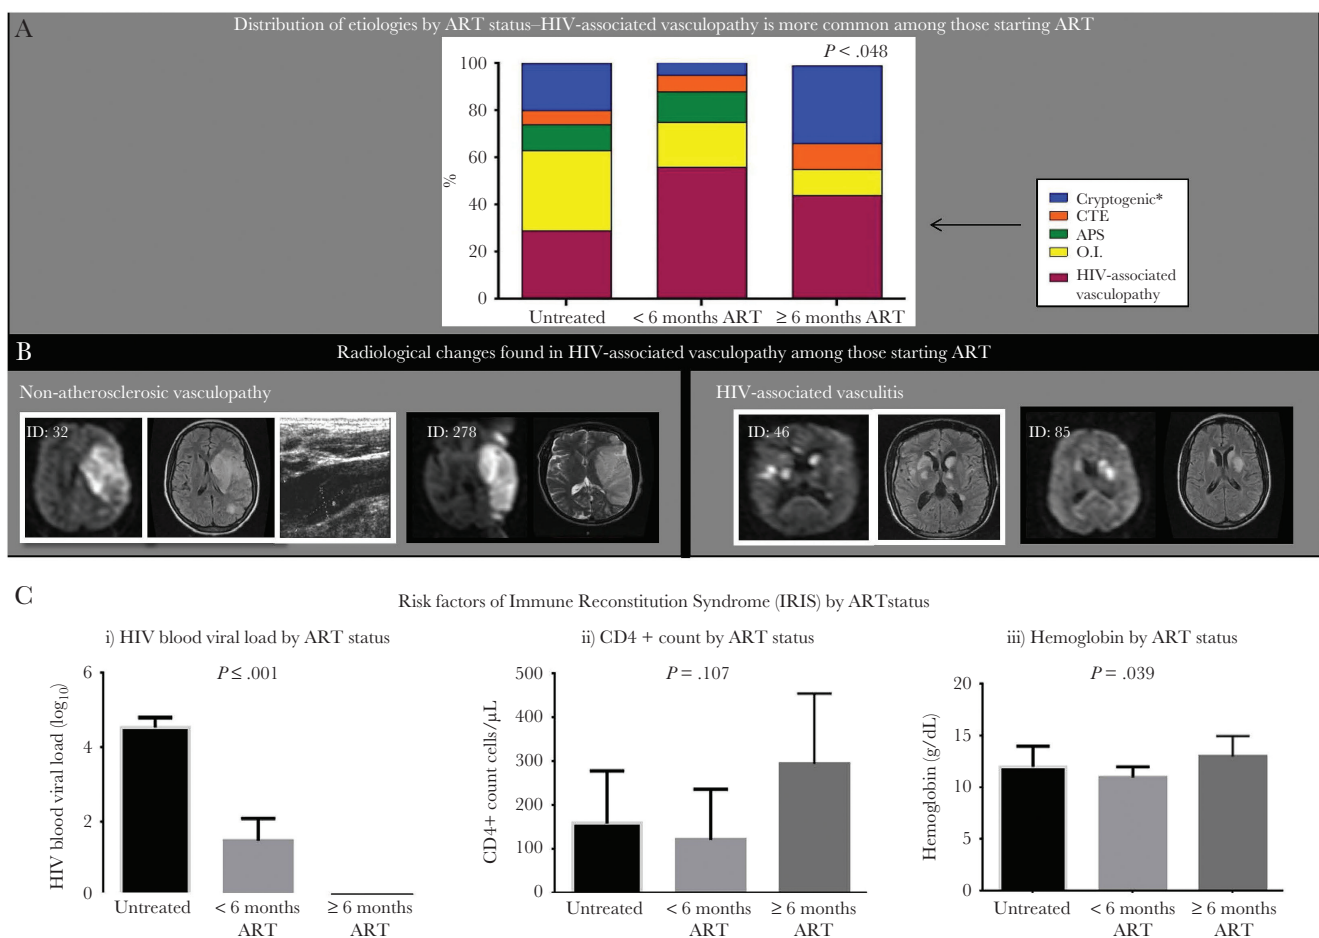 A
Distribution of etiologies by ART status–HIV-associated vasculopathy is more common among those starting ART
P < .048
100
80
60
40
20
0
%
Untreated
< 6 months ART
≥ 6 months ART
Cryptogenic*
CTE
APS
O.I.
HIV-associated
vasculopathy
B
Radiological changes found in HIV-associated vasculopathy among those starting ART
Non-atherosclerosic vasculopathy
HIV-associated vasculitis
ID: 32
ID: 278
ID: 46
ID: 85
C
Risk factors of Immune Reconstitution Syndrome (IRIS) by ARTstatus
i) HIV blood viral load by ART status
P ≤ .001
HIV blood viral load (log10)
6
4
2
0
Untreated
< 6 months
ART
≥ 6 months
ART
ii) CD4 + count by ART status
P = .107
CD4+ count cells/µL
500
400
300
200
100
0
Untreated
< 6 months
ART
≥ 6 months
ART
iii) Hemoglobin by ART status
P = .039
Hemoglobin (g/dL)
20
15
10
5
0
Untreated
< 6 months
ART
≥ 6 months
ART